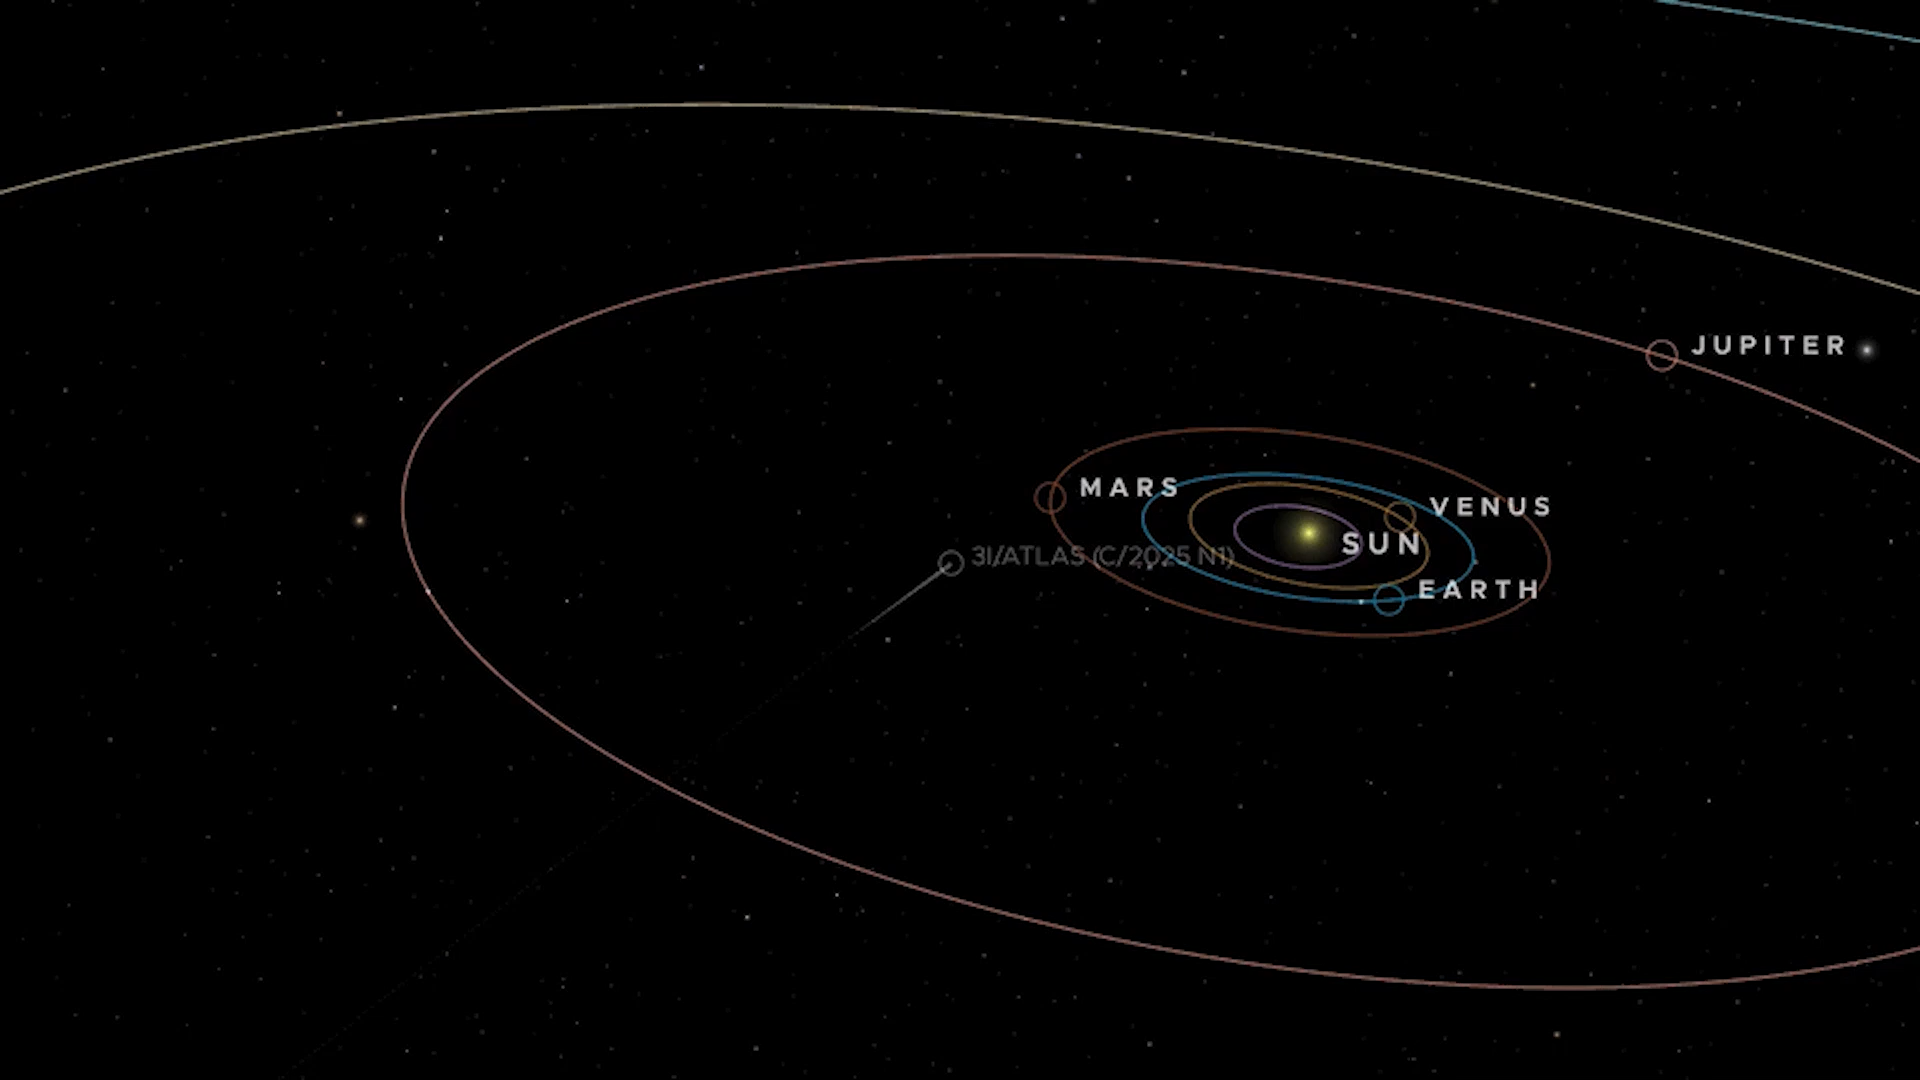 JUPITER
MARS
VENUS
SUN
3I/ATLAS (C/2025 N1)
EARTH